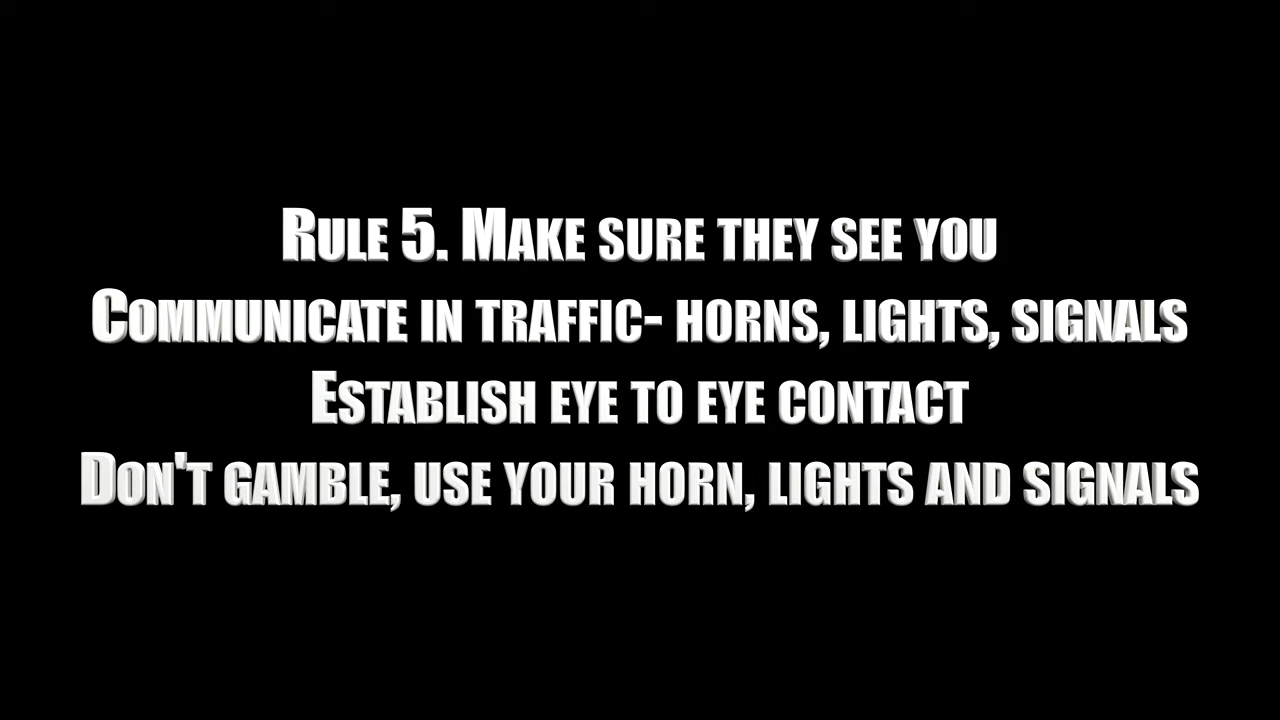 Rule 5. Make sure they see you
Communicate in traffic- horns, lights, signals
Establish eye to eye contact
Don't gamble, use your horn, lights and signals